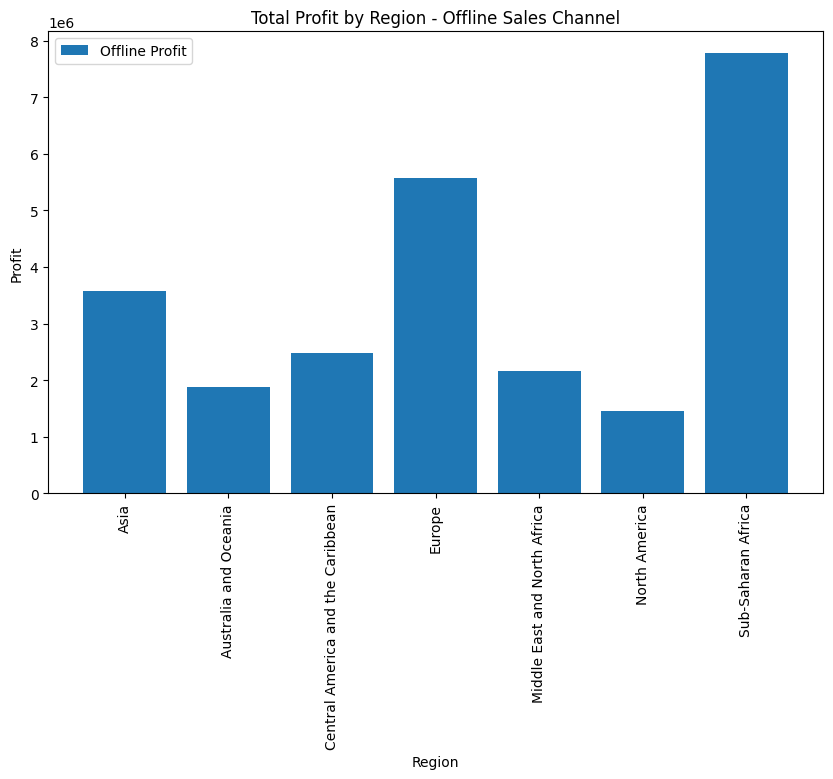 Total Profit by Region - Offline Sales Channel
1e6
Offline Profit
8
7
6
5
4
3
2
1
0
Profit
Asia
Australia and Oceania
Central America and the Caribbean
Europe
Middle East and North Africa
North America
Sub-Saharan Africa
Region